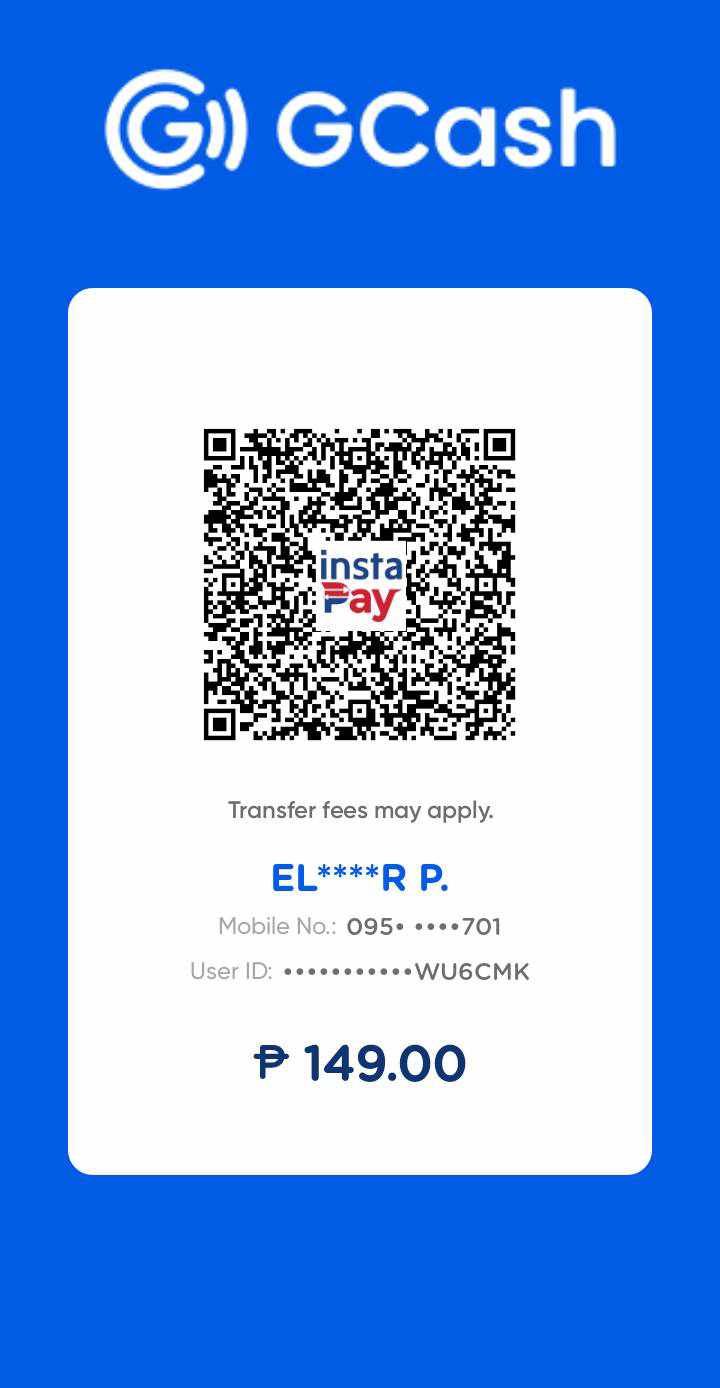 GCash
insta
Pay
Transfer fees may apply.
EL****R P.
Mobile No.: 095• ••••701
User ID: •••••••••••WU6CMK
₱ 149.00